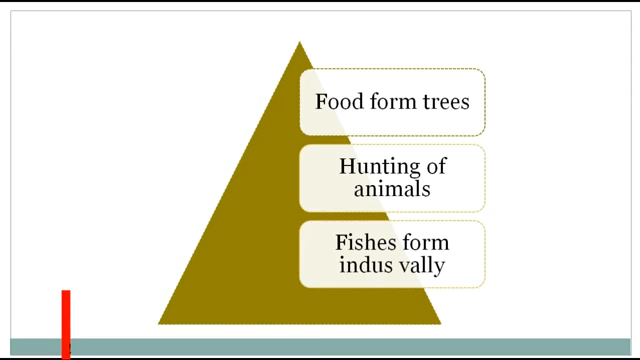 Food form trees
Hunting of
animals
Fishes form
indus vally